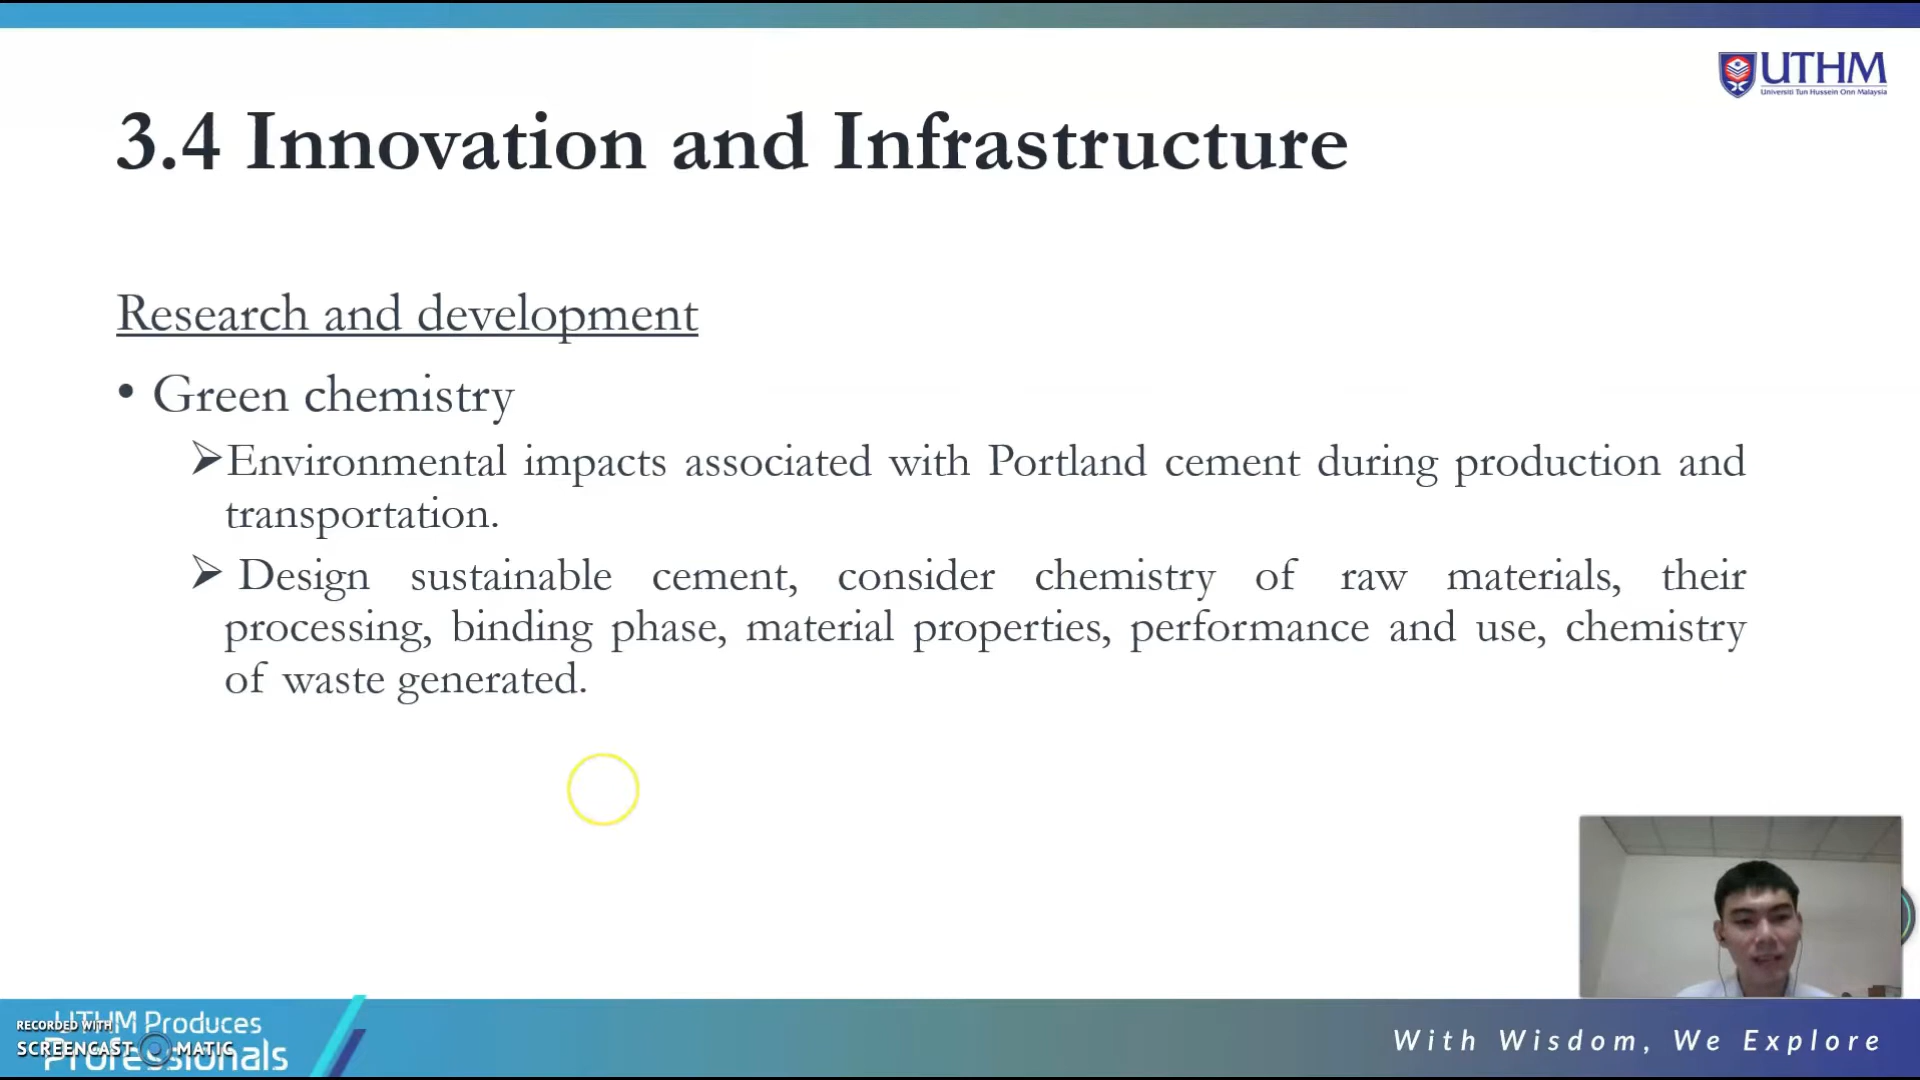 UTHM
Universiti Tun Hussein Onn Malaysia
3.4 Innovation and Infrastructure
Research and development
• Green chemistry
➢Environmental impacts associated with Portland cement during production and
transportation.
➢ Design sustainable cement, consider chemistry of raw materials, their
processing, binding phase, material properties, performance and use, chemistry
of waste generated.
UTHM Produces
Professionals
RECORDED WITH
SCREENCAST MATIC
With Wisdom, We Explore